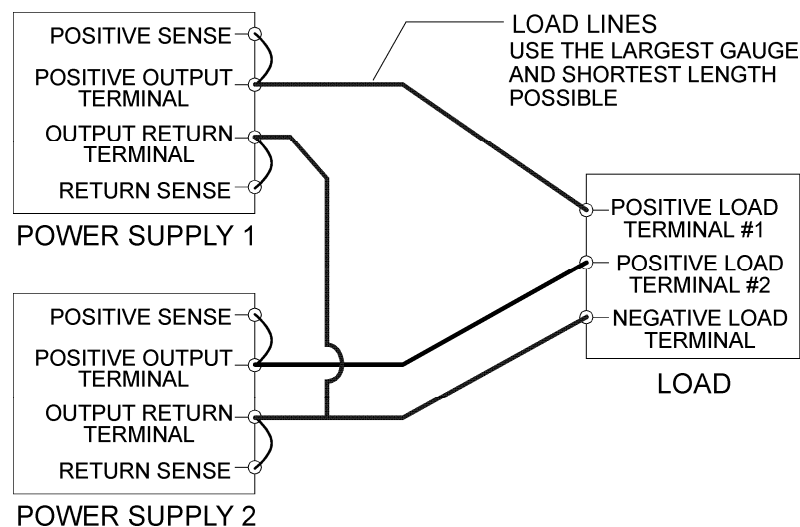 POSITIVE SENSE
POSITIVE OUTPUT
TERMINAL
OUTPUT RETURN
TERMINAL
RETURN SENSE
POWER SUPPLY 1
LOAD LINES
USE THE LARGEST GAUGE
AND SHORTEST LENGTH
POSSIBLE
POSITIVE LOAD
TERMINAL #1
POSITIVE LOAD
TERMINAL #2
NEGATIVE LOAD
TERMINAL
LOAD
POSITIVE SENSE
POSITIVE OUTPUT
TERMINAL
OUTPUT RETURN
TERMINAL
RETURN SENSE
POWER SUPPLY 2